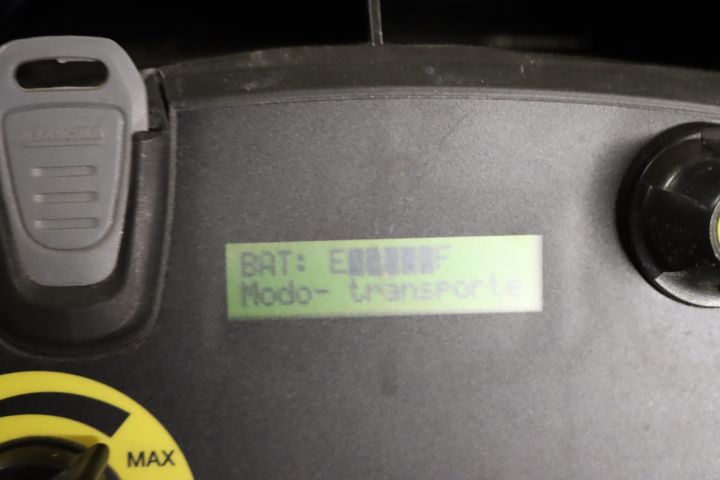 BAT: E█████F
Modo- transporte
MAX